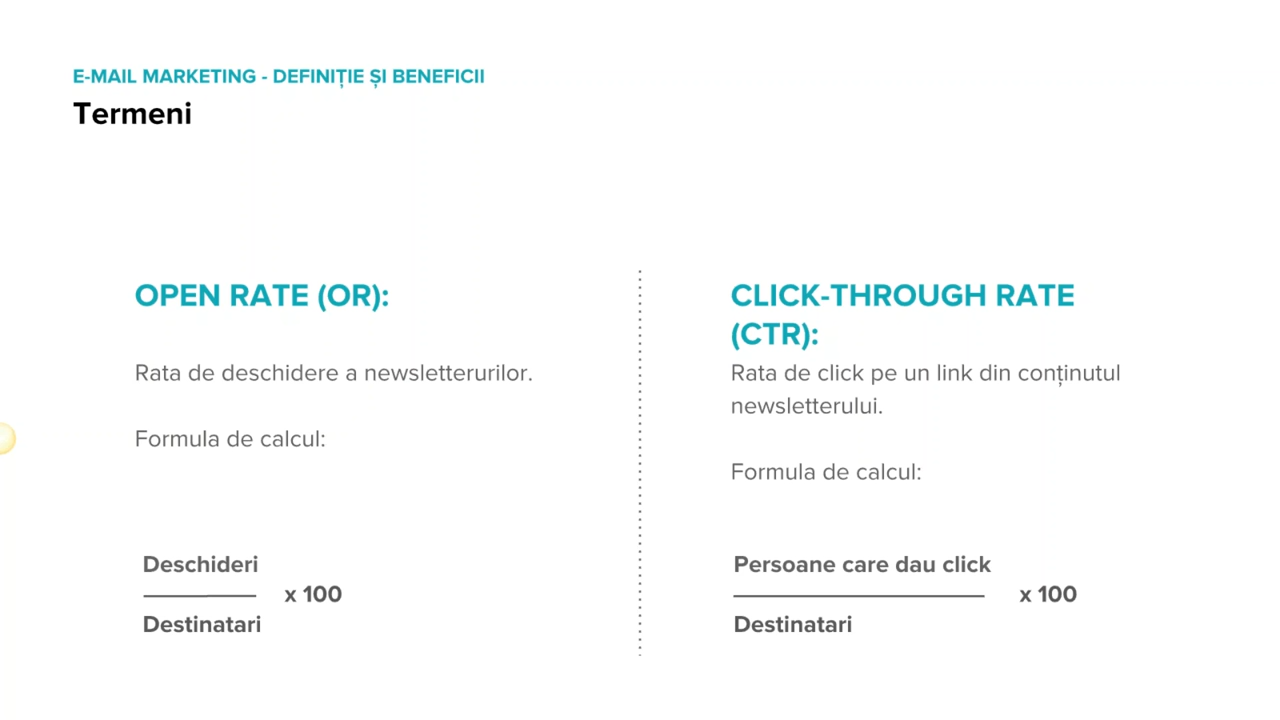 E-MAIL MARKETING - DEFINIȚIE ȘI BENEFICII
Termeni
OPEN RATE (OR):
Rata de deschidere a newsletterurilor.
Formula de calcul:
Deschideri
x 100
Destinatari
CLICK-THROUGH RATE
(CTR):
Rata de click pe un link din conținutul
newsletterului.
Formula de calcul:
Persoane care dau click
x 100
Destinatari